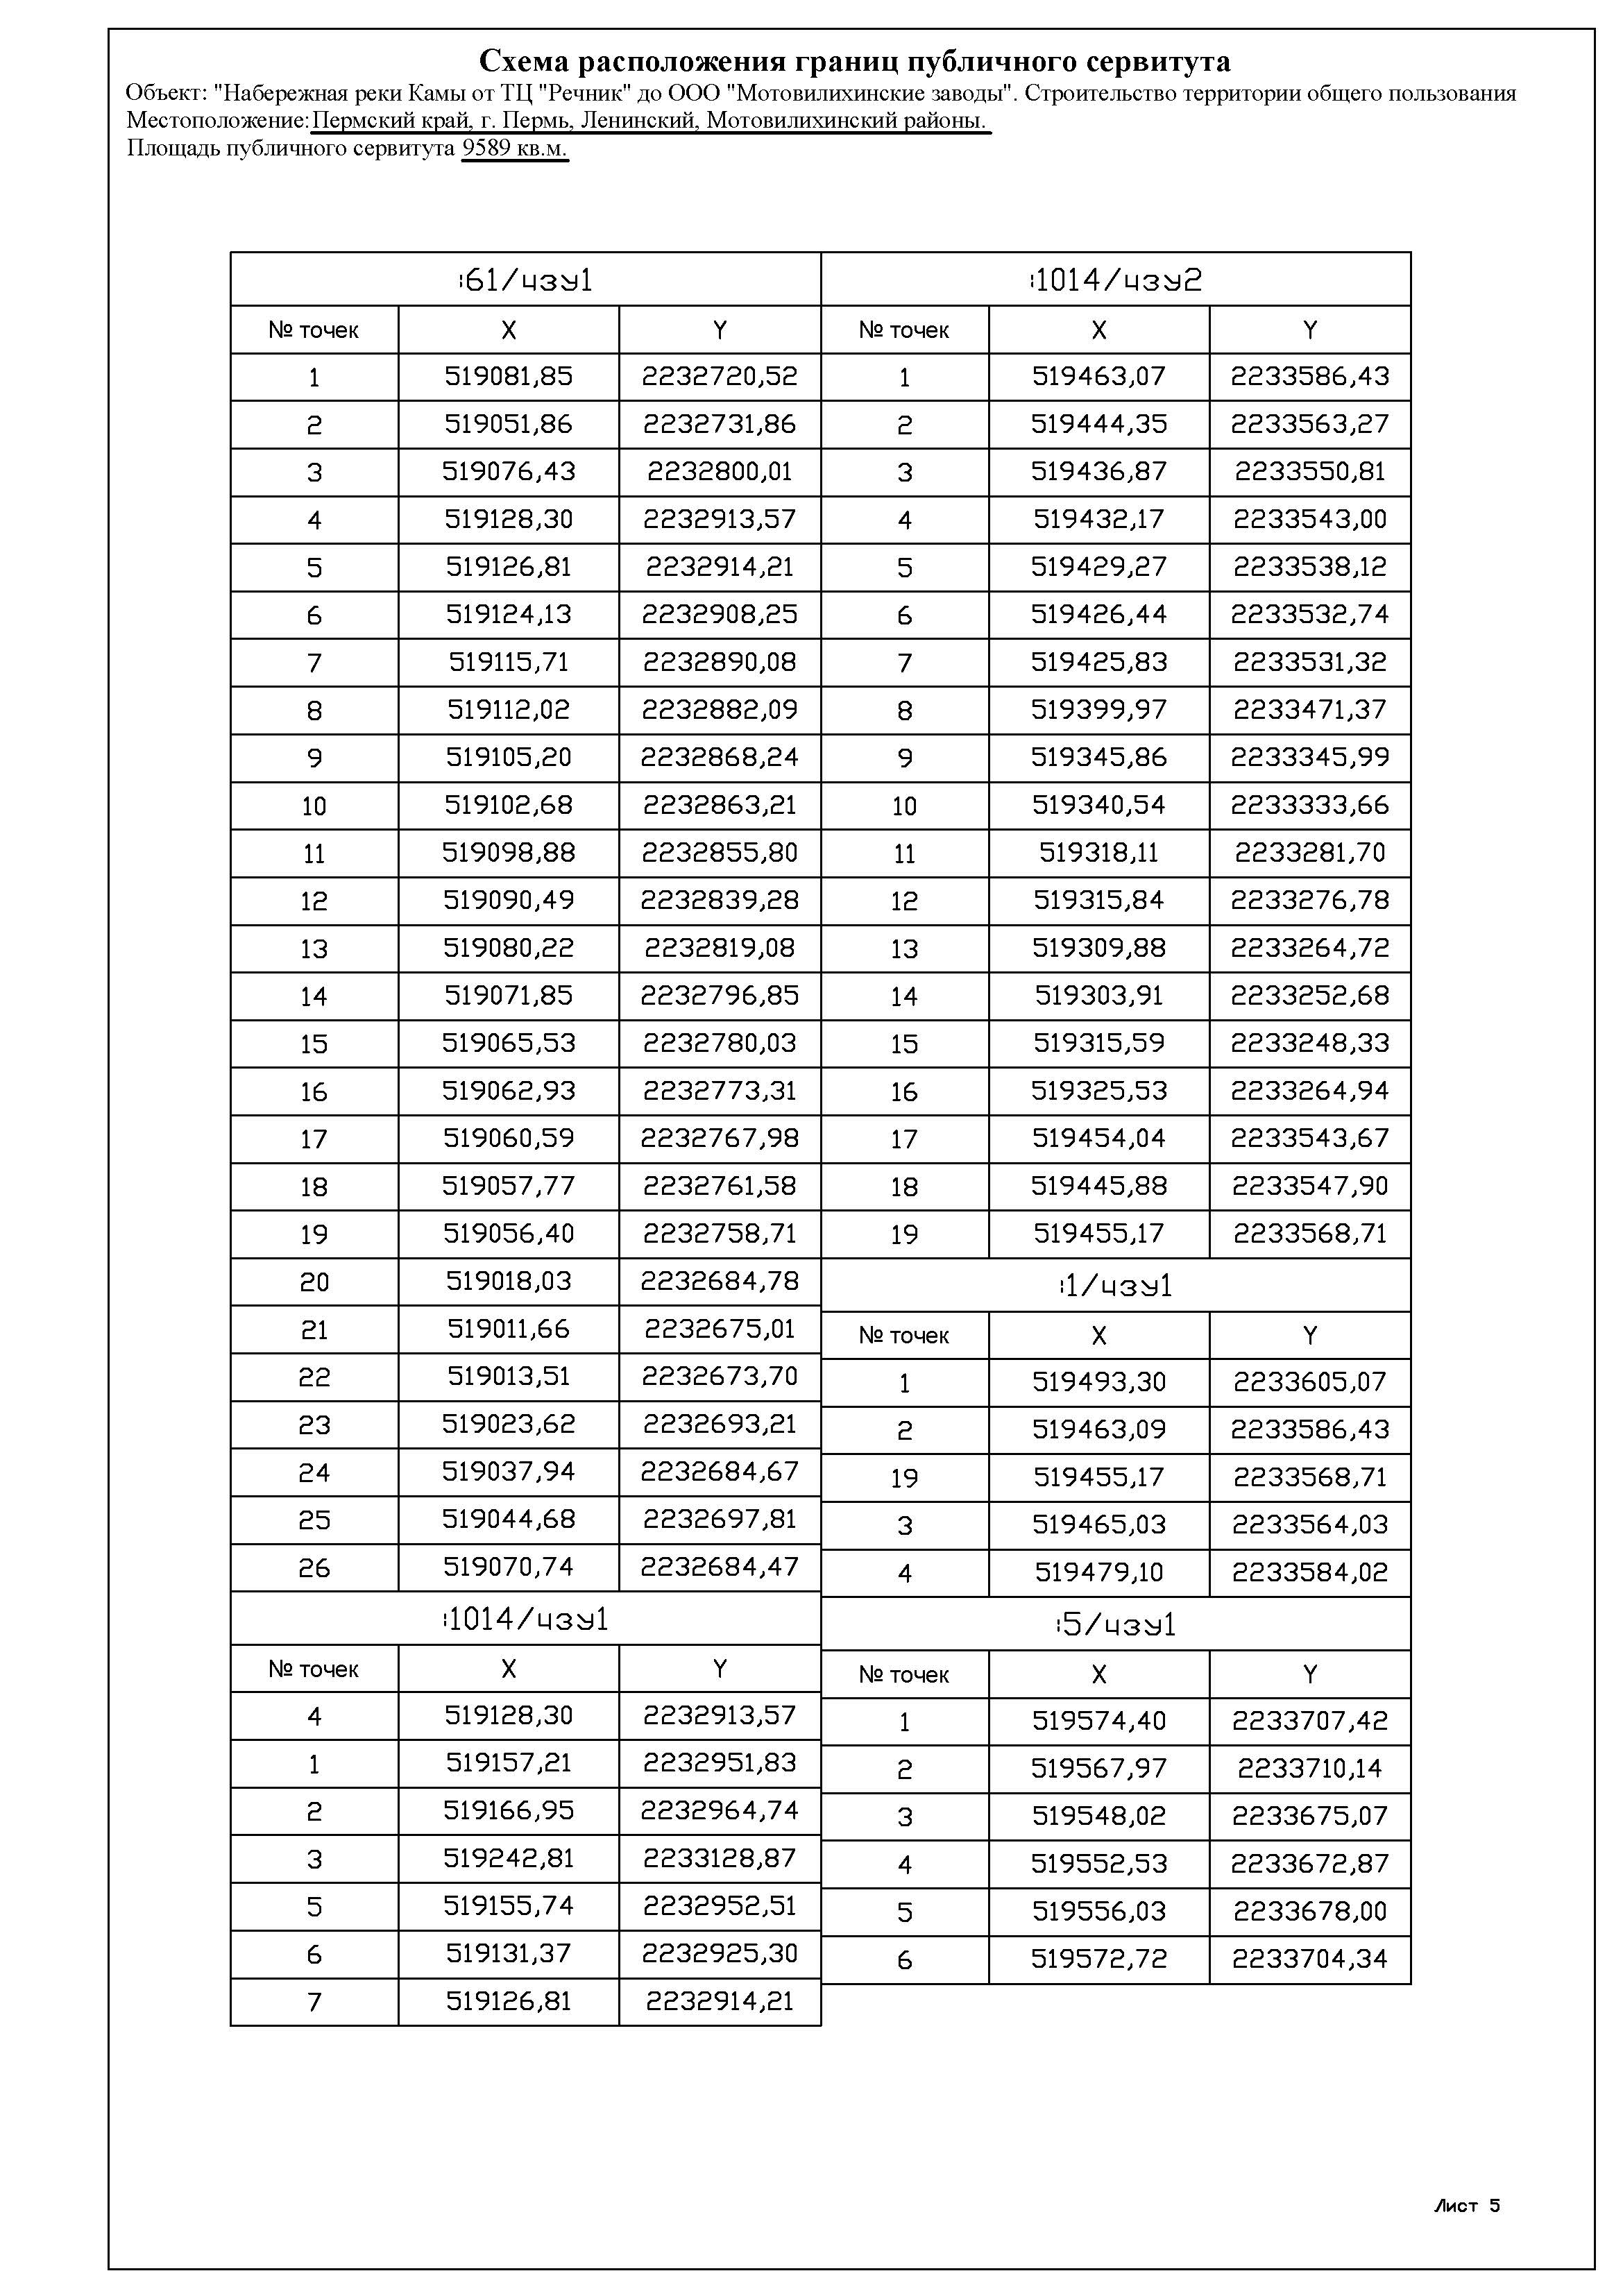 Схема расположения границ публичного сервитута
Объект: "Набережная реки Камы от ТЦ "Речник" до ООО "Мотовилихинские заводы". Строительство территории общего пользования
Местоположение: Пермский край, г. Пермь, Ленинский, Мотовилихинский районы.
Площадь публичного сервитута 9589 кв.м.
:61/чзу1
№ точек X Y
1 519081,85 2232720,52
2 519051,86 2232731,86
3 519076,43 2232800,01
4 519128,30 2232913,57
5 519126,81 2232914,21
6 519124,13 2232908,25
7 519115,71 2232890,08
8 519112,02 2232882,09
9 519105,20 2232868,24
10 519102,68 2232863,21
11 519098,88 2232855,80
12 519090,49 2232839,28
13 519080,22 2232819,08
14 519071,85 2232796,85
15 519065,53 2232780,03
16 519062,93 2232773,31
17 519060,59 2232767,98
18 519057,77 2232761,58
19 519056,40 2232758,71
20 519018,03 2232684,78
21 519011,66 2232675,01
22 519013,51 2232673,70
23 519023,62 2232693,21
24 519037,94 2232684,67
25 519044,68 2232697,81
26 519070,74 2232684,47
:1014/чзу1
№ точек X Y
4 519128,30 2232913,57
1 519157,21 2232951,83
2 519166,95 2232964,74
3 519242,81 2233128,87
5 519155,74 2232952,51
6 519131,37 2232925,30
7 519126,81 2232914,21
:1014/чзу2
№ точек X Y
1 519463,07 2233586,43
2 519444,35 2233563,27
3 519436,87 2233550,81
4 519432,17 2233543,00
5 519429,27 2233538,12
6 519426,44 2233532,74
7 519425,83 2233531,32
8 519399,97 2233471,37
9 519345,86 2233345,99
10 519340,54 2233333,66
11 519318,11 2233281,70
12 519315,84 2233276,78
13 519309,88 2233264,72
14 519303,91 2233252,68
15 519315,59 2233248,33
16 519325,53 2233264,94
17 519454,04 2233543,67
18 519445,88 2233547,90
19 519455,17 2233568,71
:1/чзу1
№ точек X Y
1 519493,30 2233605,07
2 519463,09 2233586,43
19 519455,17 2233568,71
3 519465,03 2233564,03
4 519479,10 2233584,02
:5/чзу1
№ точек X Y
1 519574,40 2233707,42
2 519567,97 2233710,14
3 519548,02 2233675,07
4 519552,53 2233672,87
5 519556,03 2233678,00
6 519572,72 2233704,34
Лист 5